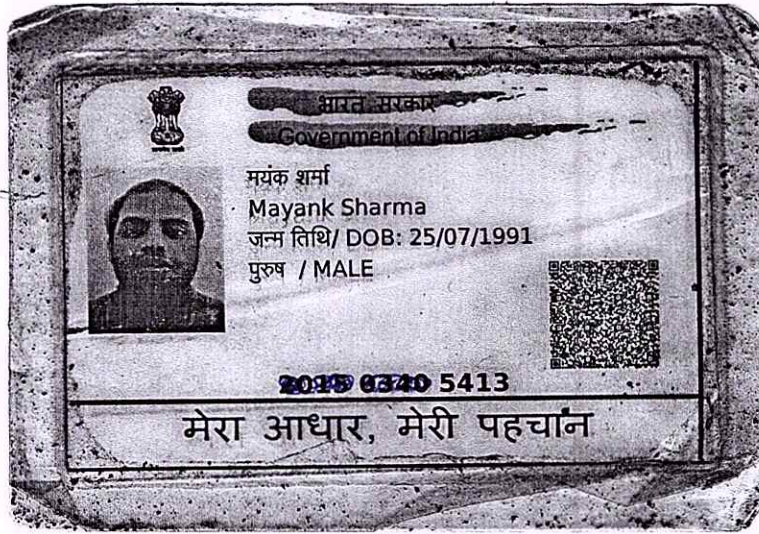 भारत सरकार
Government of India
मयंक शर्मा
Mayank Sharma
जन्म तिथि/ DOB: 25/07/1991
पुरुष / MALE
5413
मेरा आधार, मेरी पहचान